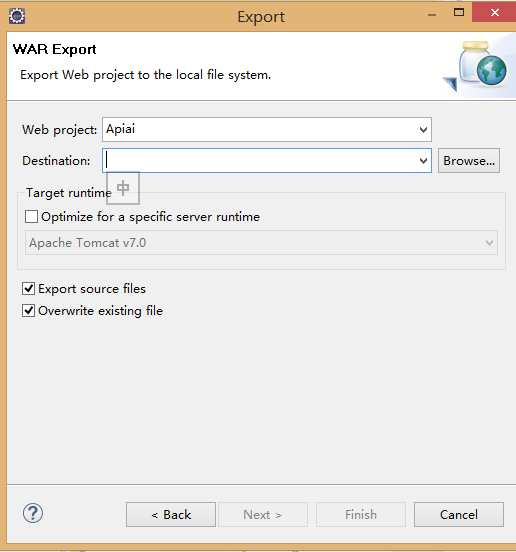 Export
WAR Export
Export Web project to the local file system.
Web project: Apiai
Destination: Browse...
中
Target runtime
Optimize for a specific server runtime
Apache Tomcat v7.0
Export source files
Overwrite existing file
? < Back Next > Finish Cancel